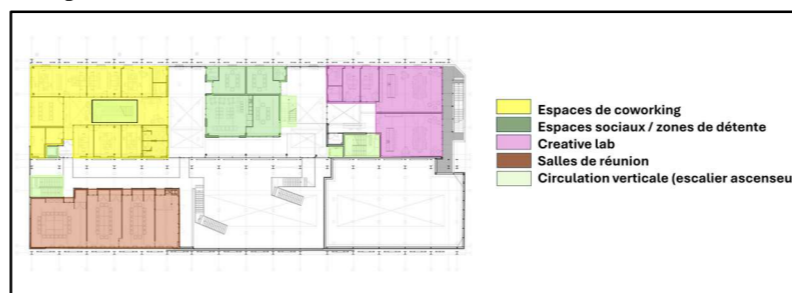 Espaces de coworking
Espaces sociaux / zones de détente
Creative lab
Salles de réunion
Circulation verticale (escalier ascenseu